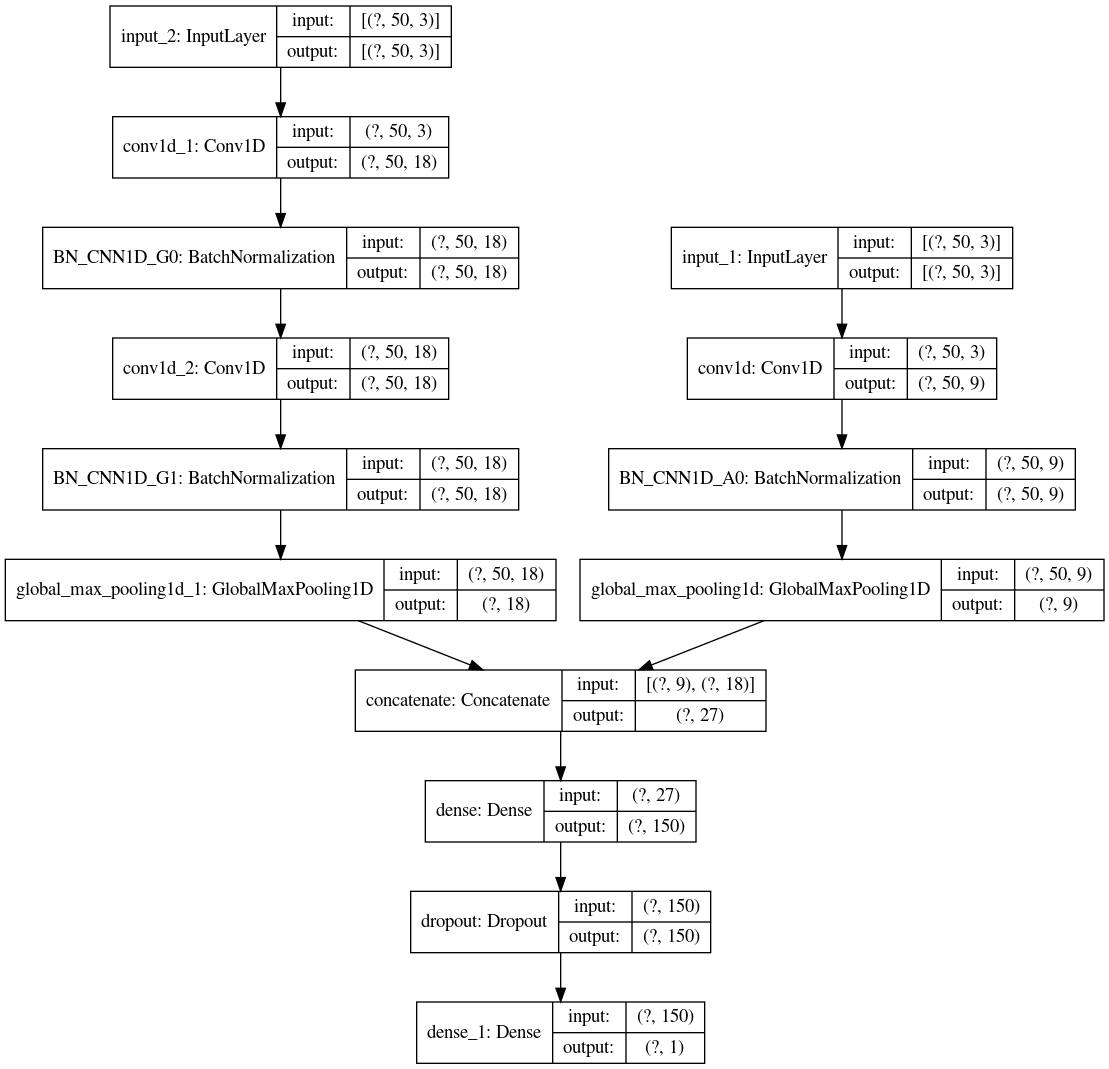 input_2: InputLayer
input: [(?, 50, 3)]
output: [(?, 50, 3)]
conv1d_1: Conv1D
input: (?, 50, 3)
output: (?, 50, 18)
BN_CNN1D_G0: BatchNormalization
input: (?, 50, 18)
output: (?, 50, 18)
input_1: InputLayer
input: [(?, 50, 3)]
output: [(?, 50, 3)]
conv1d_2: Conv1D
input: (?, 50, 18)
output: (?, 50, 18)
conv1d: Conv1D
input: (?, 50, 3)
output: (?, 50, 9)
BN_CNN1D_G1: BatchNormalization
input: (?, 50, 18)
output: (?, 50, 18)
BN_CNN1D_A0: BatchNormalization
input: (?, 50, 9)
output: (?, 50, 9)
global_max_pooling1d_1: GlobalMaxPooling1D
input: (?, 50, 18)
output: (?, 18)
global_max_pooling1d: GlobalMaxPooling1D
input: (?, 50, 9)
output: (?, 9)
concatenate: Concatenate
input: [(?, 9), (?, 18)]
output: (?, 27)
dense: Dense
input: (?, 27)
output: (?, 150)
dropout: Dropout
input: (?, 150)
output: (?, 150)
dense_1: Dense
input: (?, 150)
output: (?, 1)